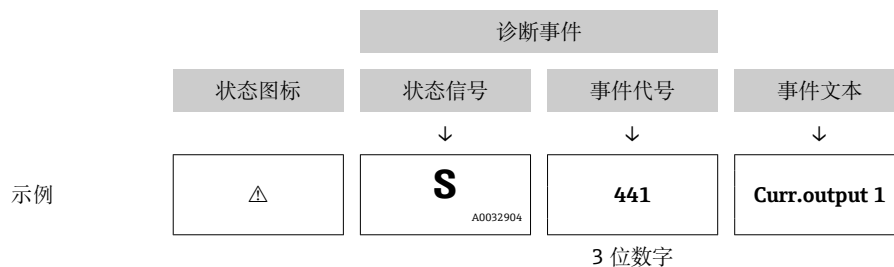 诊断事件
状态图标 状态信号 事件代号 事件文本
↓ ↓ ↓
示例 ⚠ S 441 Curr.output 1
A0032904
3 位数字